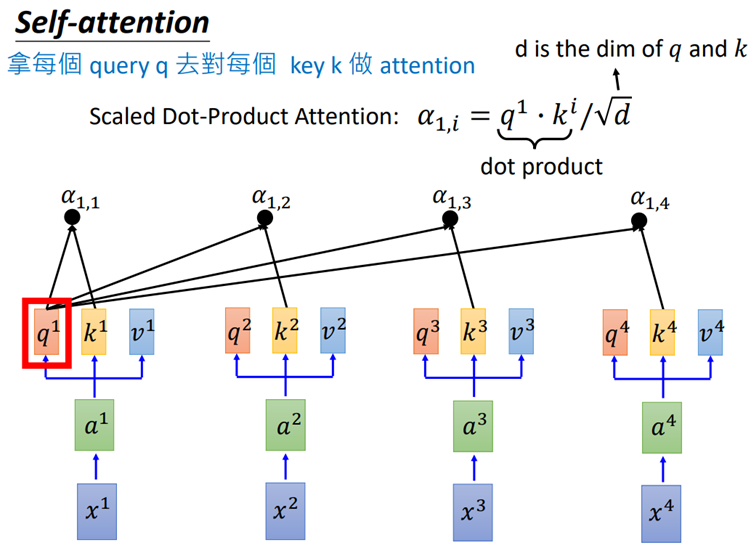 Self-attention
拿每個 query q 去對每個 key k 做 attention
d is the dim of q and k
Scaled Dot-Product Attention: α₁,ᵢ = q¹ · kⁱ/√d
dot product
α₁,₁ α₁,₂ α₁,₃ α₁,₄
q¹ k¹ v¹ q² k² v² q³ k³ v³ q⁴ k⁴ v⁴
a¹ a² a³ a⁴
x¹ x² x³ x⁴